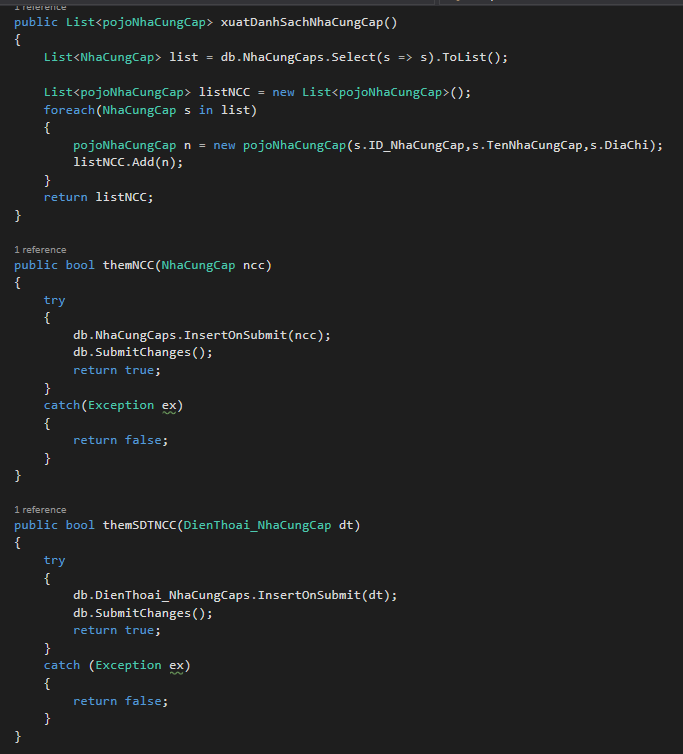 1 reference
public List<pojoNhaCungCap> xuatDanhSachNhaCungCap()
{
List<NhaCungCap> list = db.NhaCungCaps.Select(s => s).ToList();
List<pojoNhaCungCap> listNCC = new List<pojoNhaCungCap>();
foreach(NhaCungCap s in list)
{
pojoNhaCungCap n = new pojoNhaCungCap(s.ID_NhaCungCap,s.TenNhaCungCap,s.DiaChi);
listNCC.Add(n);
}
return listNCC;
}
1 reference
public bool themNCC(NhaCungCap ncc)
{
try
{
db.NhaCungCaps.InsertOnSubmit(ncc);
db.SubmitChanges();
return true;
}
catch(Exception ex)
{
return false;
}
}
1 reference
public bool themSDTNCC(DienThoai_NhaCungCap dt)
{
try
{
db.DienThoai_NhaCungCaps.InsertOnSubmit(dt);
db.SubmitChanges();
return true;
}
catch (Exception ex)
{
return false;
}
}